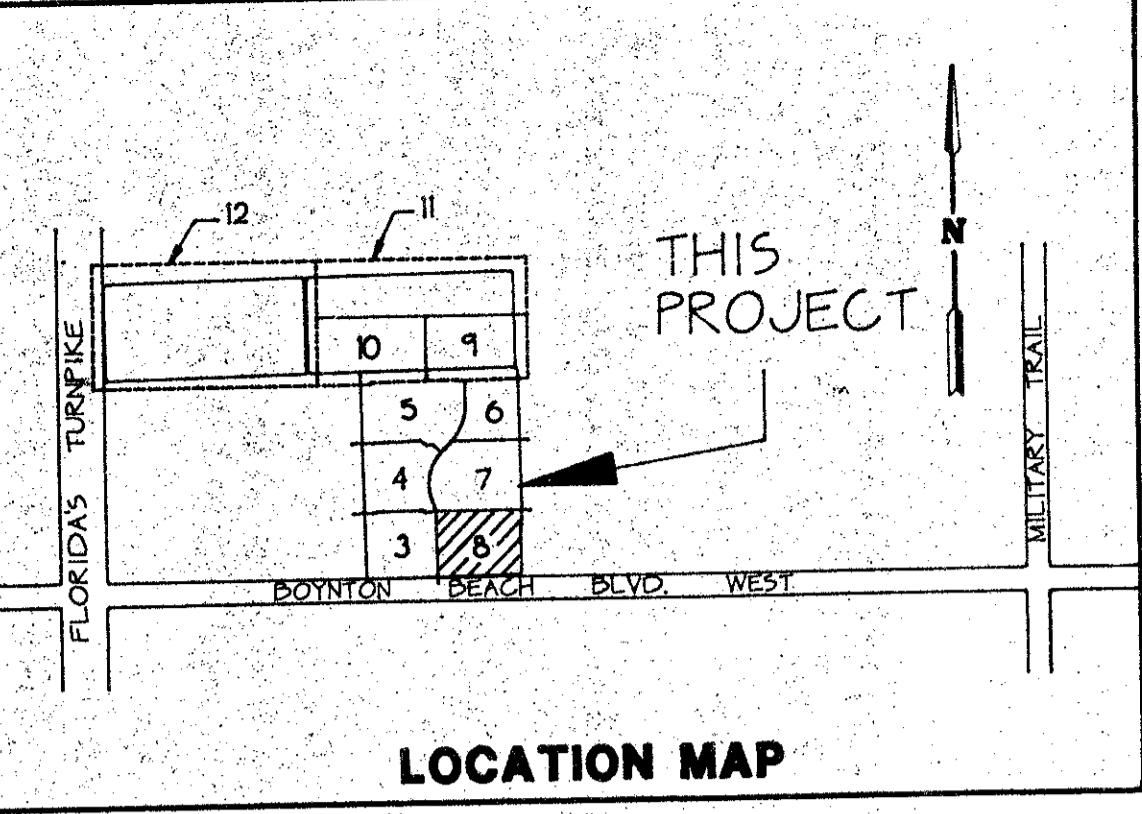 12
11
THIS
PROJECT
N
10
9
5
6
4
7
3
8
FLORIDA'S TURNPIKE
MILITARY TRAIL
BOYNTON BEACH BLVD. WEST
LOCATION MAP